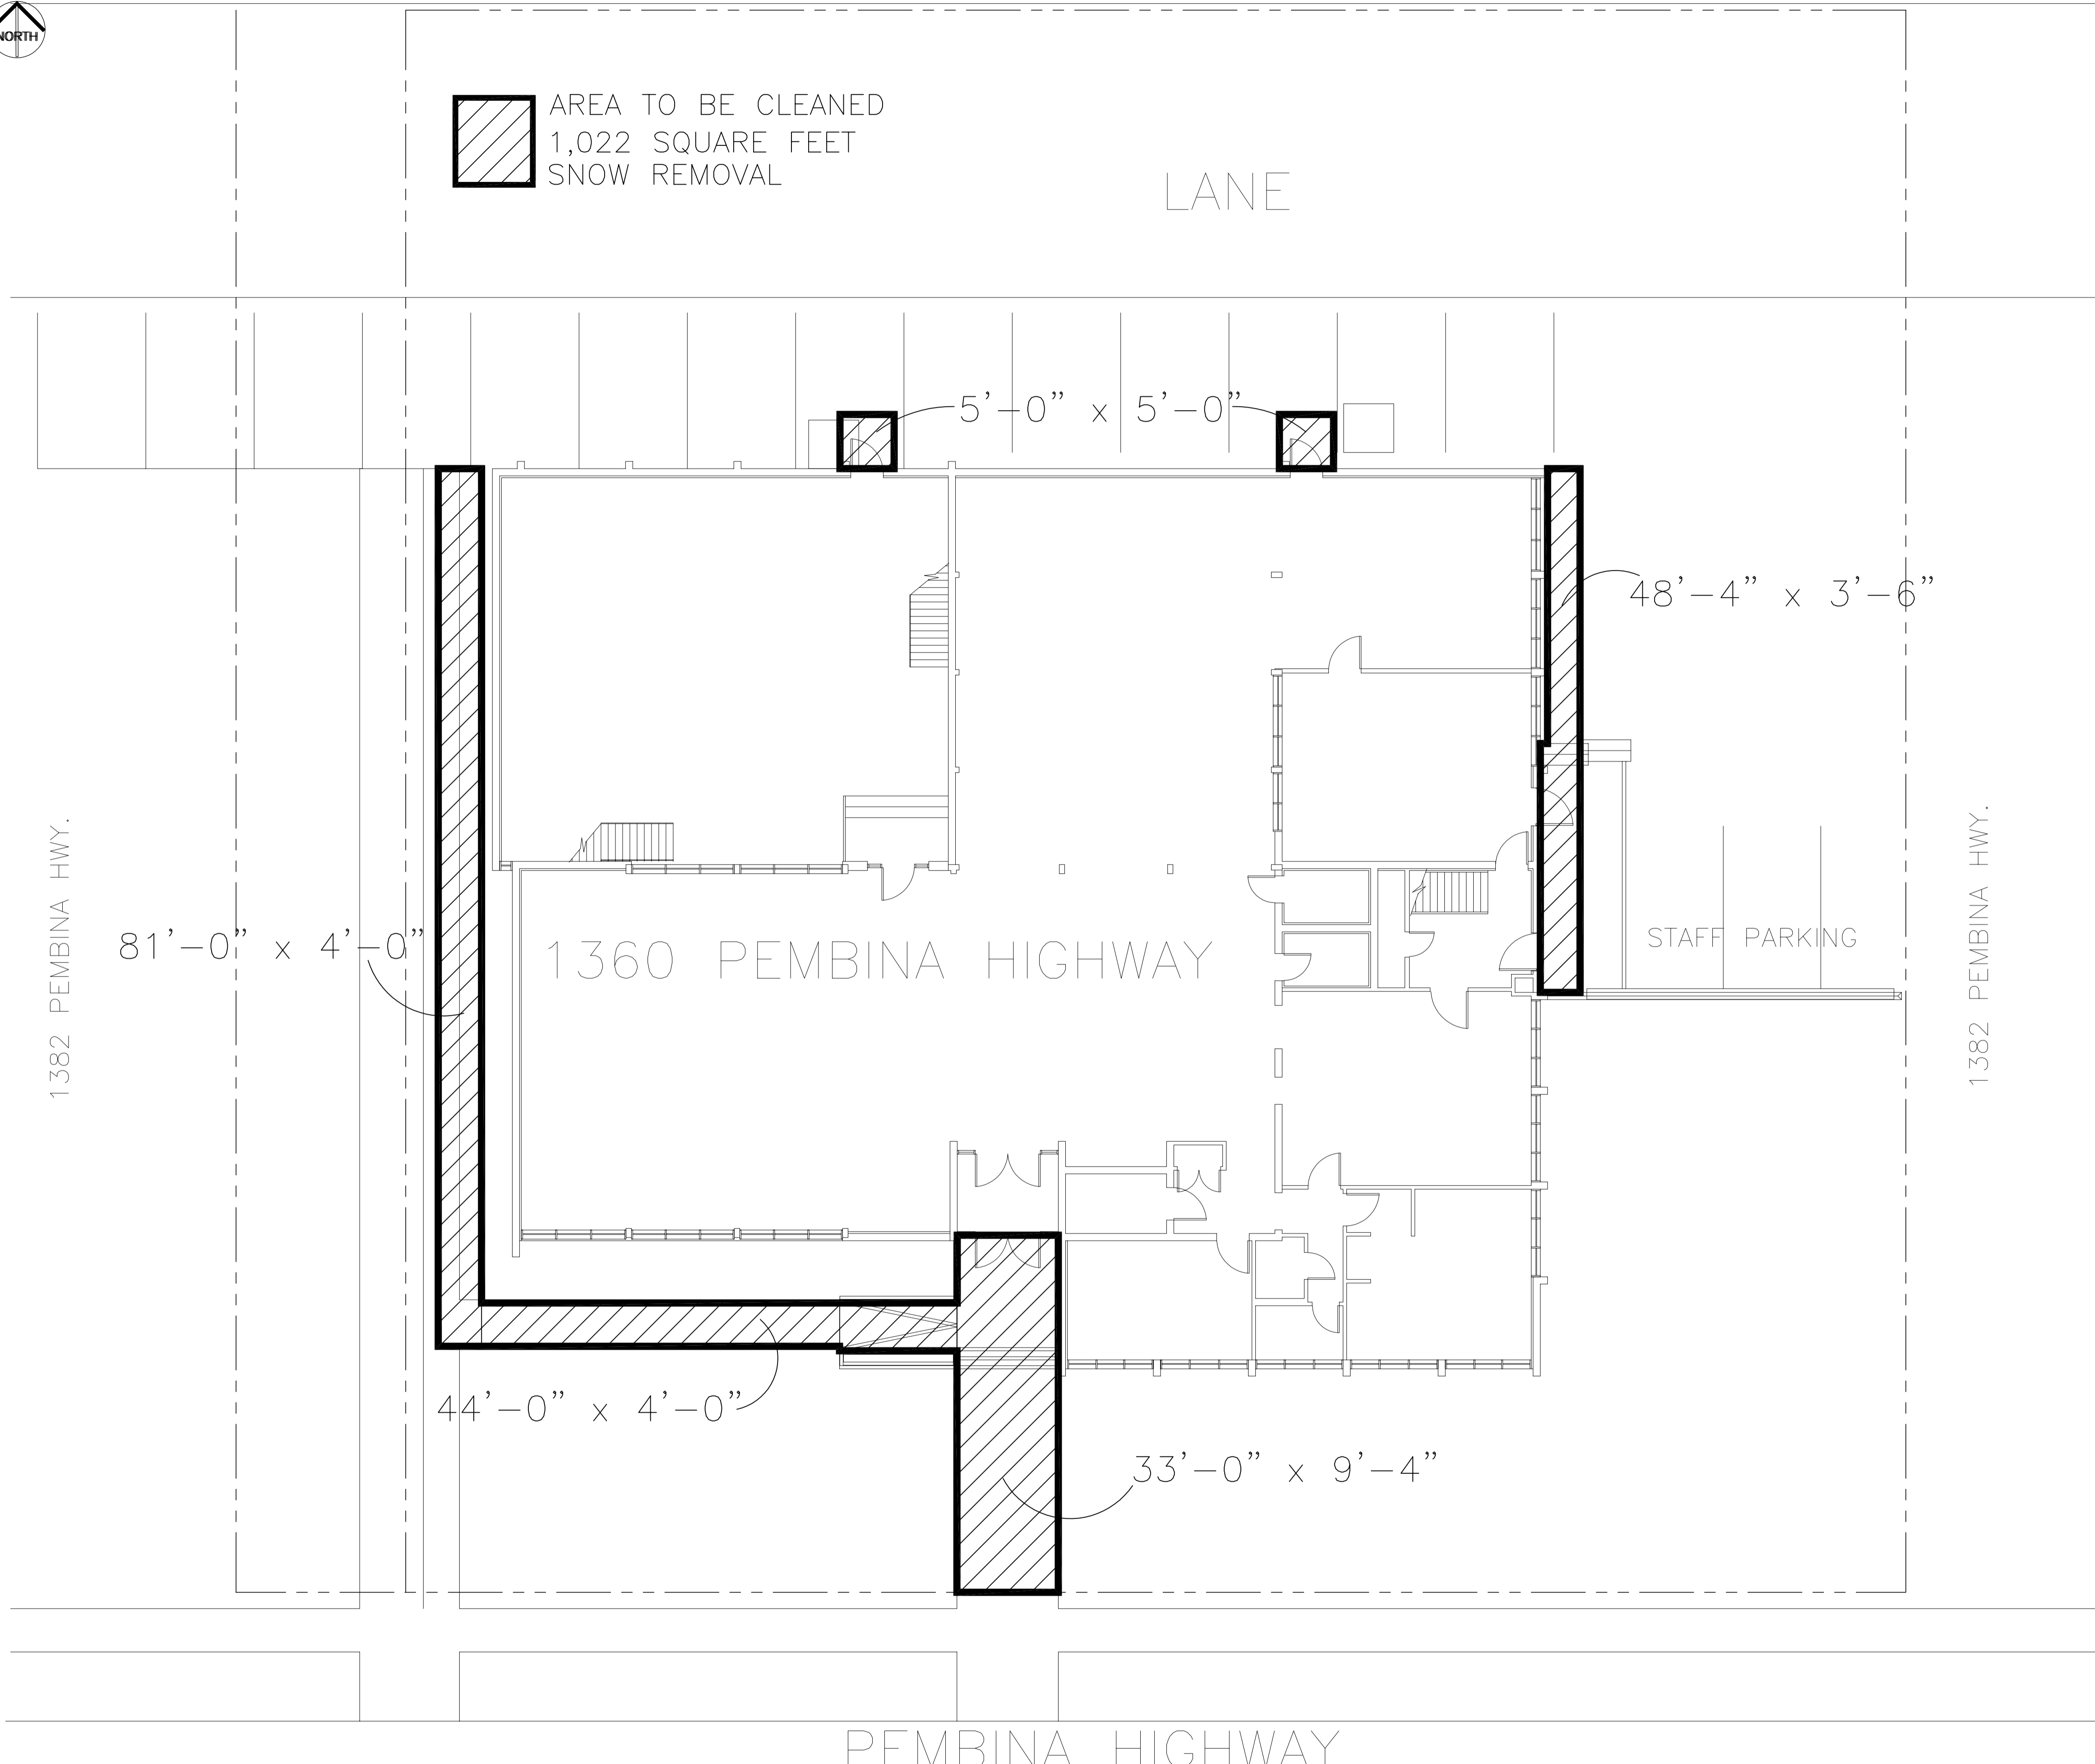 NORTH
AREA TO BE CLEANED
1,022 SQUARE FEET
SNOW REMOVAL
LANE
5'-0" x 5'-0"
48'-4" x 3'-6"
1382 PEMBINA HWY.
81'-0" x 4'-0"
1360 PEMBINA HIGHWAY
STAFF PARKING
1382 PEMBINA HWY.
44'-0" x 4'-0"
33'-0" x 9'-4"
PEMBINA HIGHWAY